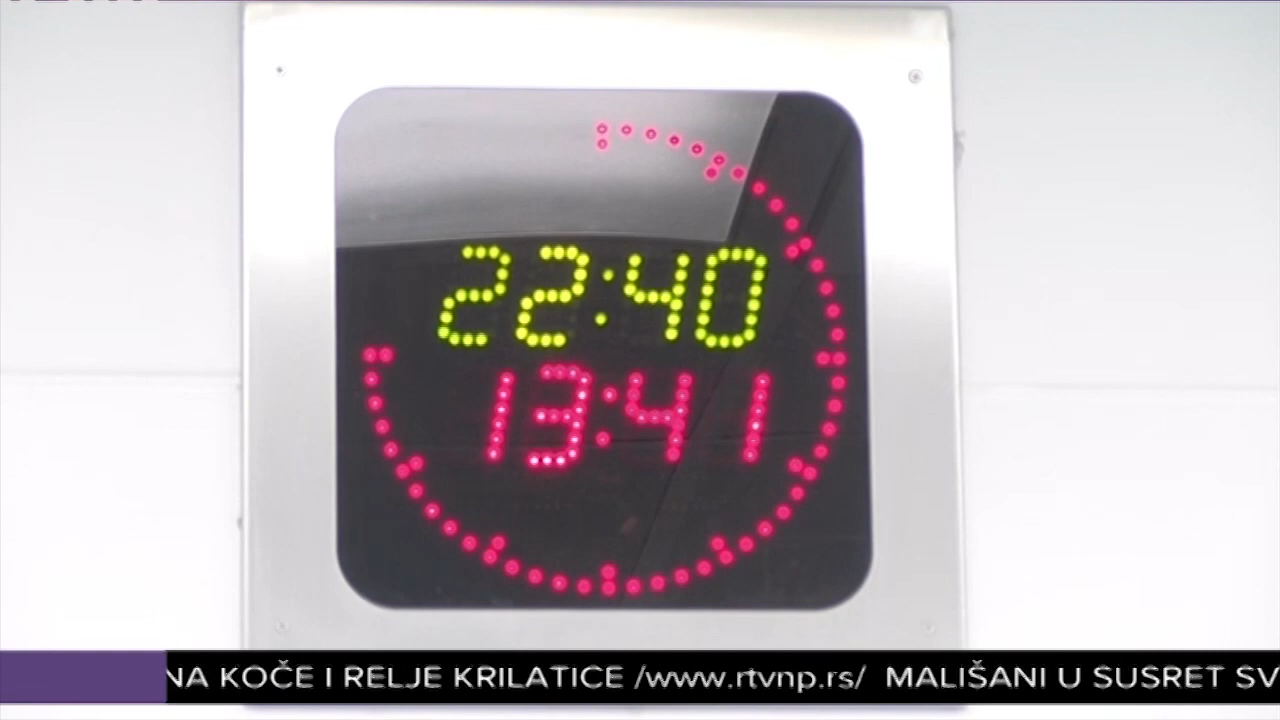 22:40
13:41
NA KOČE I RELJE KRILATICE /www.rtvnp.rs/ MALIŠANI U SUSRET SV